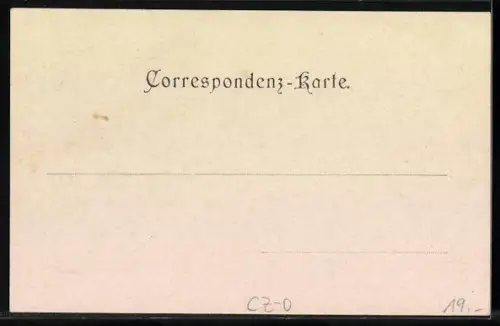 Correspondenz-Karte.
CZ-0 19.-